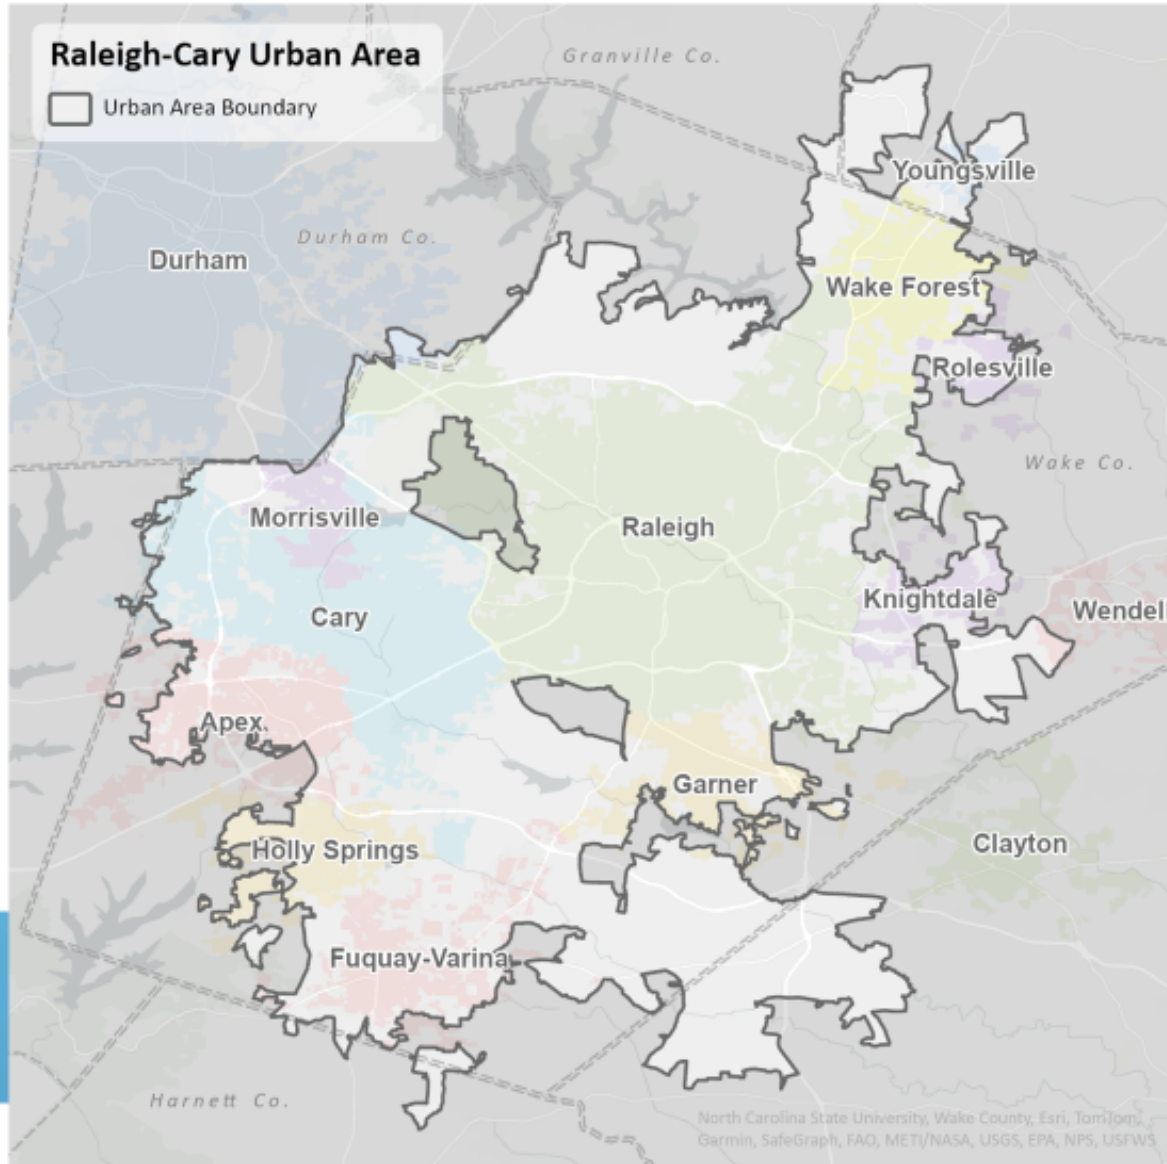 Raleigh-Cary Urban Area
Urban Area Boundary
Granville Co.
Youngsville
Durham Co.
Durham
Wake Forest
Rolesville
Wake Co.
Morrisville
Raleigh
Knightdale
Wendel
Cary
Apex
Garner
Clayton
Holly Springs
Fuquay-Varina
Harnett Co.
North Carolina State University, Wake County, Esri, TomTom,
Garmin, SafeGraph, FAO, METI/NASA, USGS, EPA, NPS, USFWS